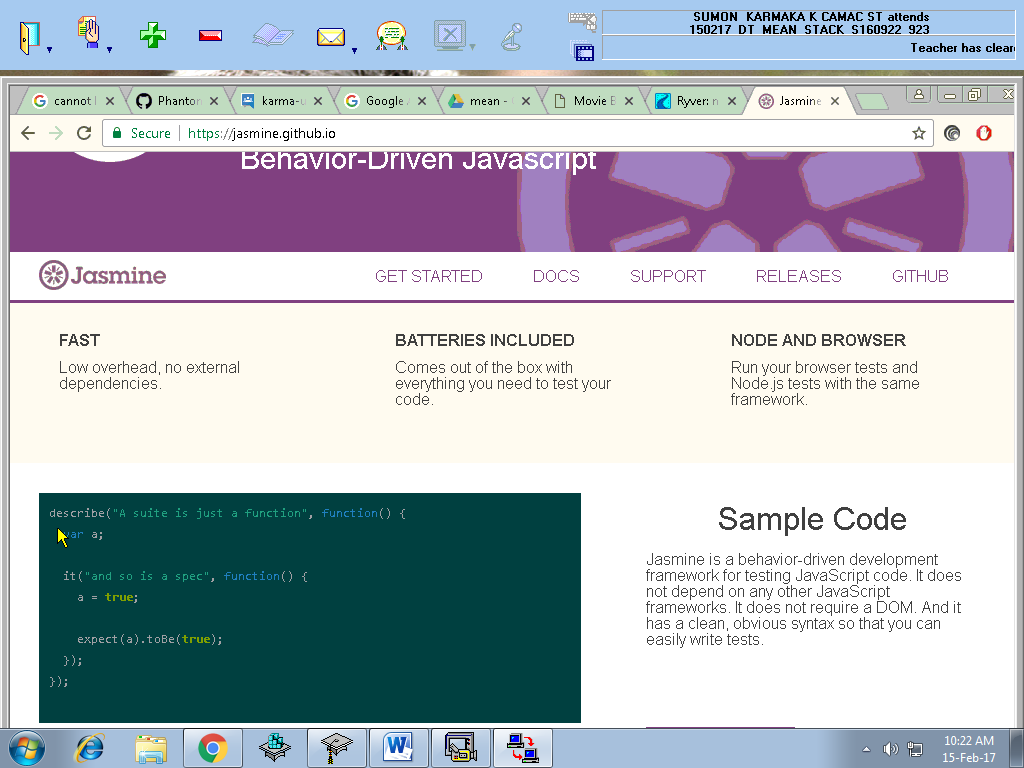 SUMON KARMAKA K CAMAC ST attends
150217 DT MEAN STACK S160922 923
Teacher has clear
cannot
Phanton
karma-u
Google
mean -
Movie
Ryver: n
Jasmine
Secure
https://jasmine.github.io
Behavior-Driven Javascript
Jasmine
GET STARTED
DOCS
SUPPORT
RELEASES
GITHUB
FAST
Low overhead, no external
dependencies.
BATTERIES INCLUDED
Comes out of the box with
everything you need to test your
code.
NODE AND BROWSER
Run your browser tests and
Node.js tests with the same
framework.
describe("A suite is just a function", function() {
var a;
it("and so is a spec", function() {
a = true;
expect(a).toBe(true);
});
});
Sample Code
Jasmine is a behavior-driven development
framework for testing JavaScript code. It does
not depend on any other JavaScript
frameworks. It does not require a DOM. And it
has a clean, obvious syntax so that you can
easily write tests.
10:22 AM
15-Feb-17